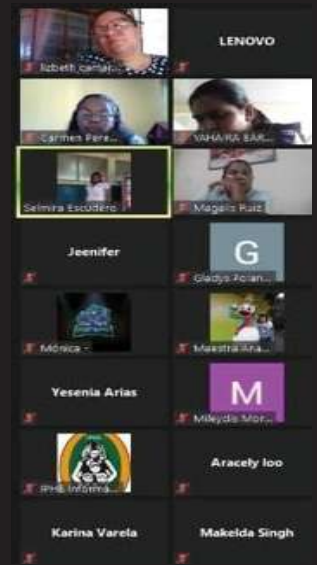 lizbeth camar...
LENOVO
Carmen Pere...
YAHAIRA BAR...
Selmira Escudero
Magalis Ruiz
Jeenifer
G
Gladys Polan...
Mónica -
Maestra Ana...
Yesenia Arias
M
Mileydis Mor...
IPHE Informa...
Aracely loo
Karina Varela
Makelda Singh